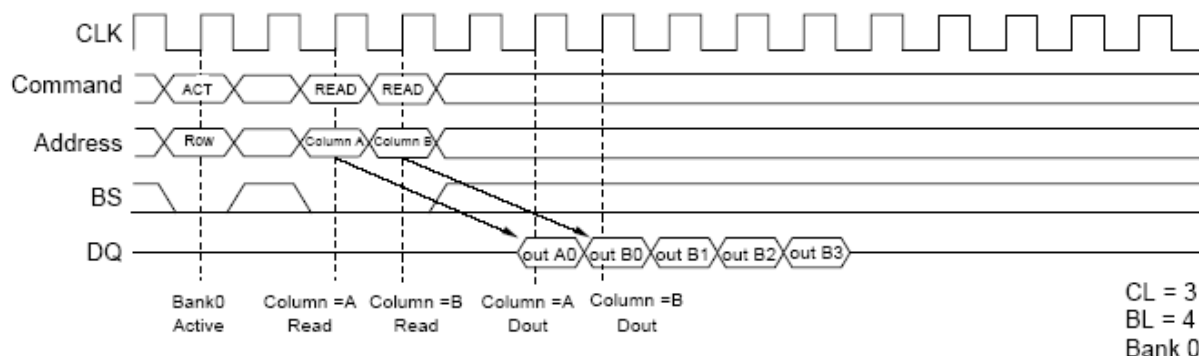 CLK
Command ACT READ READ
Address Row Column A Column B
BS
DQ out A0 out B0 out B1 out B2 out B3
Bank0 Column =A Column =B Column =A Column =B
Active Read Read Dout Dout
CL = 3
BL = 4
Bank 0